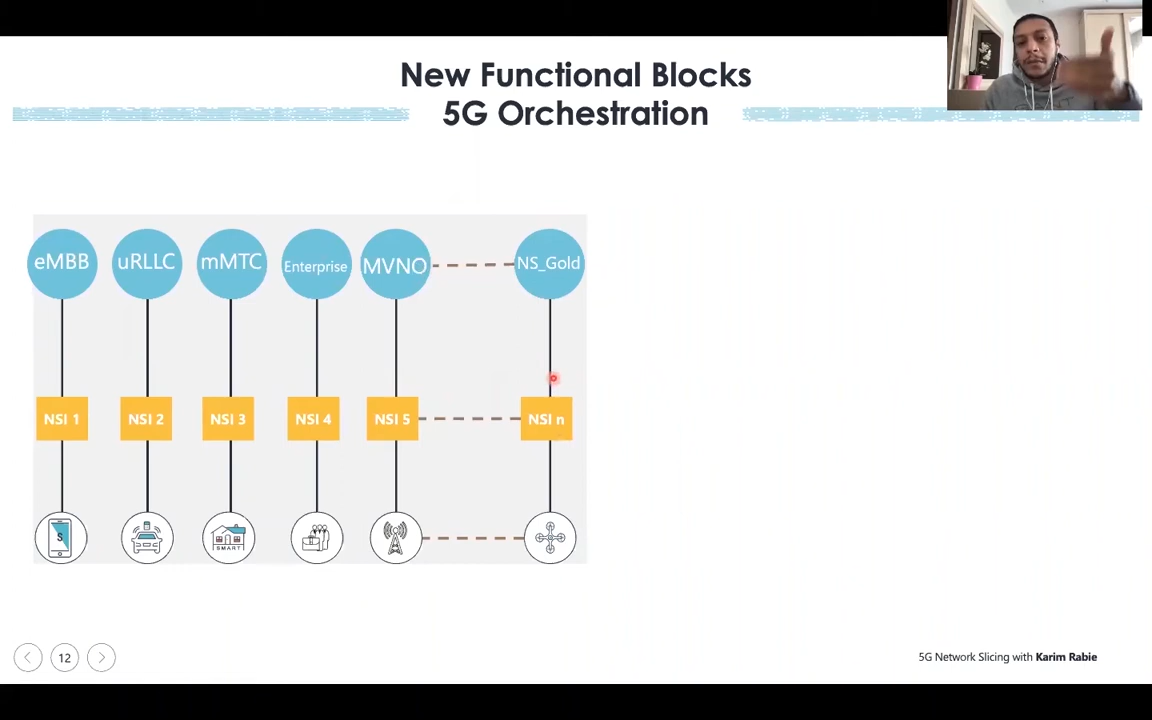 New Functional Blocks
5G Orchestration
eMBB
uRLLC
mMTC
Enterprise
MVNO
NS_Gold
NSI 1
NSI 2
NSI 3
NSI 4
NSI 5
NSI n
S
SMART
12
5G Network Slicing with Karim Rabie